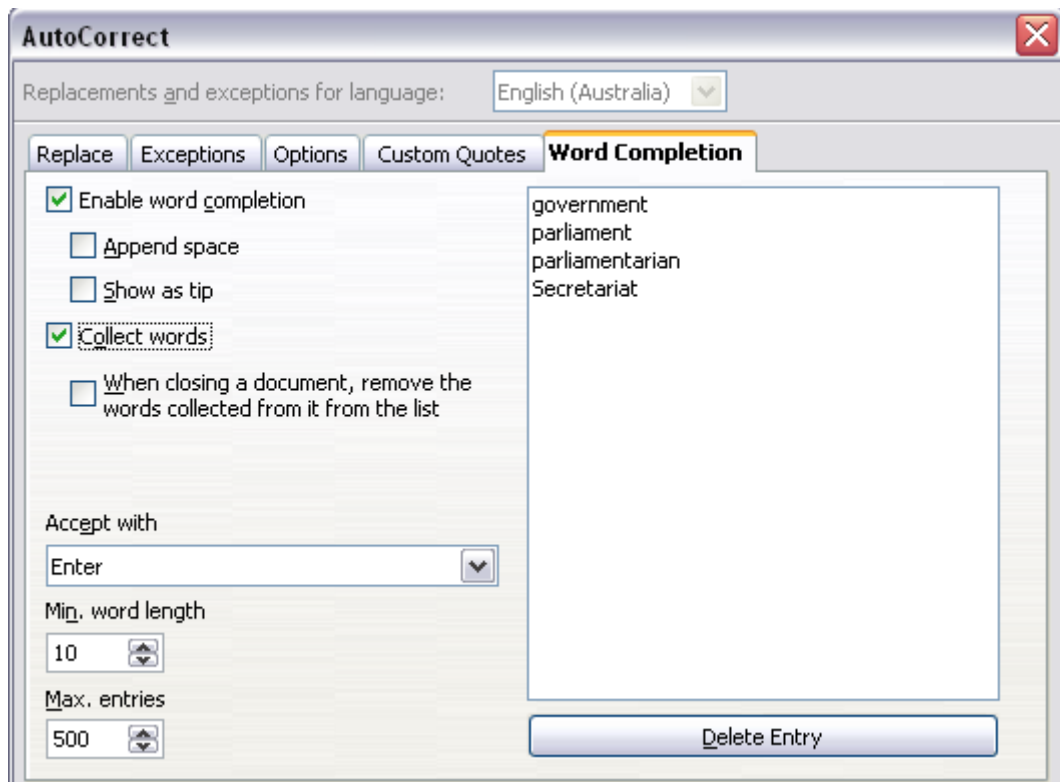 AutoCorrect
Replacements and exceptions for language: English (Australia)
Replace Exceptions Options Custom Quotes Word Completion
Enable word completion
Append space
Show as tip
Collect words
When closing a document, remove the
words collected from it from the list
Accept with
Enter
Min. word length
10
Max. entries
500
government
parliament
parliamentarian
Secretariat
Delete Entry